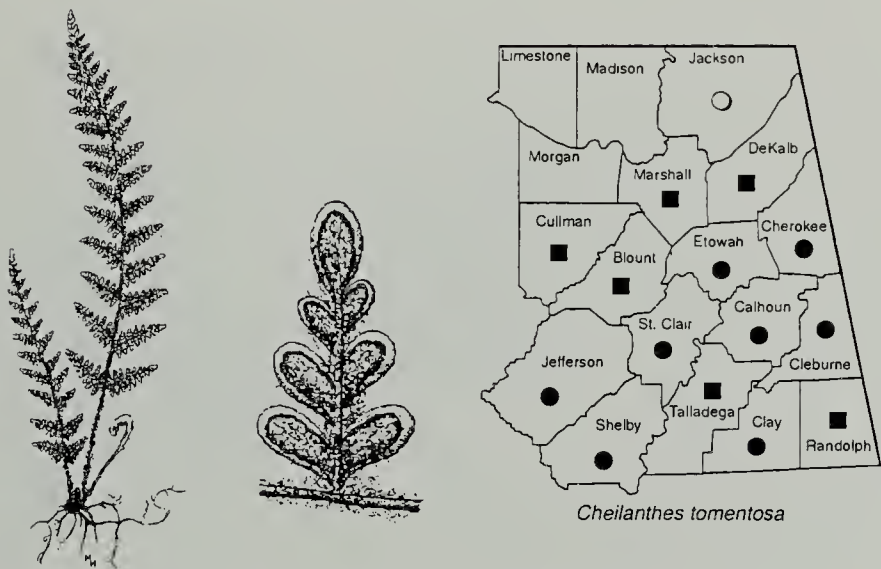 Limestone
Madison
Jackson
Morgan
Marshall
DeKalb
Cullman
Blount
Etowah
Cherokee
St. Clair
Calhoun
Jefferson
Cleburne
Talladega
Shelby
Clay
Randolph
Cheilanthes tomentosa